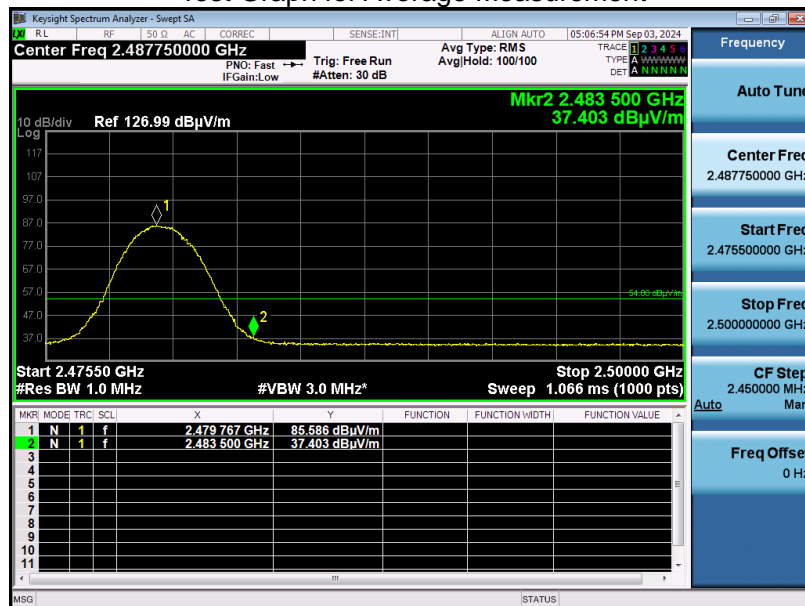 Keysight Spectrum Analyzer - Swept SA
LXI RL RF 50 Ω AC CORREC SENSE:INT ALIGN AUTO 05:06:54 PM Sep 03, 2024
Center Freq 2.487750000 GHz
PNO: Fast
IFGain:Low
Trig: Free Run
#Atten: 30 dB
Avg Type: RMS
Avg|Hold: 100/100
TRACE 1 2 3 4 5 6
TYPE A WWWWW
DET A N N N N N
Mkr2 2.483 500 GHz
37.403 dBµV/m
10 dB/div Ref 126.99 dBµV/m
Log
117
107
97.0
87.0
77.0
67.0
57.0
47.0
37.0
1
2
54.00 dBµV/m
Start 2.47550 GHz Stop 2.50000 GHz
#Res BW 1.0 MHz #VBW 3.0 MHz* Sweep 1.066 ms (1000 pts)
MKR MODE TRC SCL X Y FUNCTION FUNCTION WIDTH FUNCTION VALUE
1 N 1 f 2.479 767 GHz 85.586 dBµV/m
2 N 1 f 2.483 500 GHz 37.403 dBµV/m
3
4
5
6
7
8
9
10
11
MSG STATUS
Frequency
Auto Tune
Center Freq
2.487750000 GHz
Start Freq
2.475500000 GHz
Stop Freq
2.500000000 GHz
CF Step
2.450000 MHz
Auto Man
Freq Offset
0 Hz